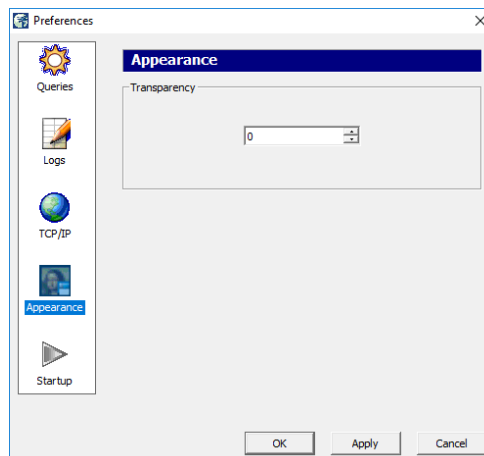 Preferences
Queries
Logs
TCP/IP
Appearance
Startup
Appearance
Transparency
0
OK
Apply
Cancel